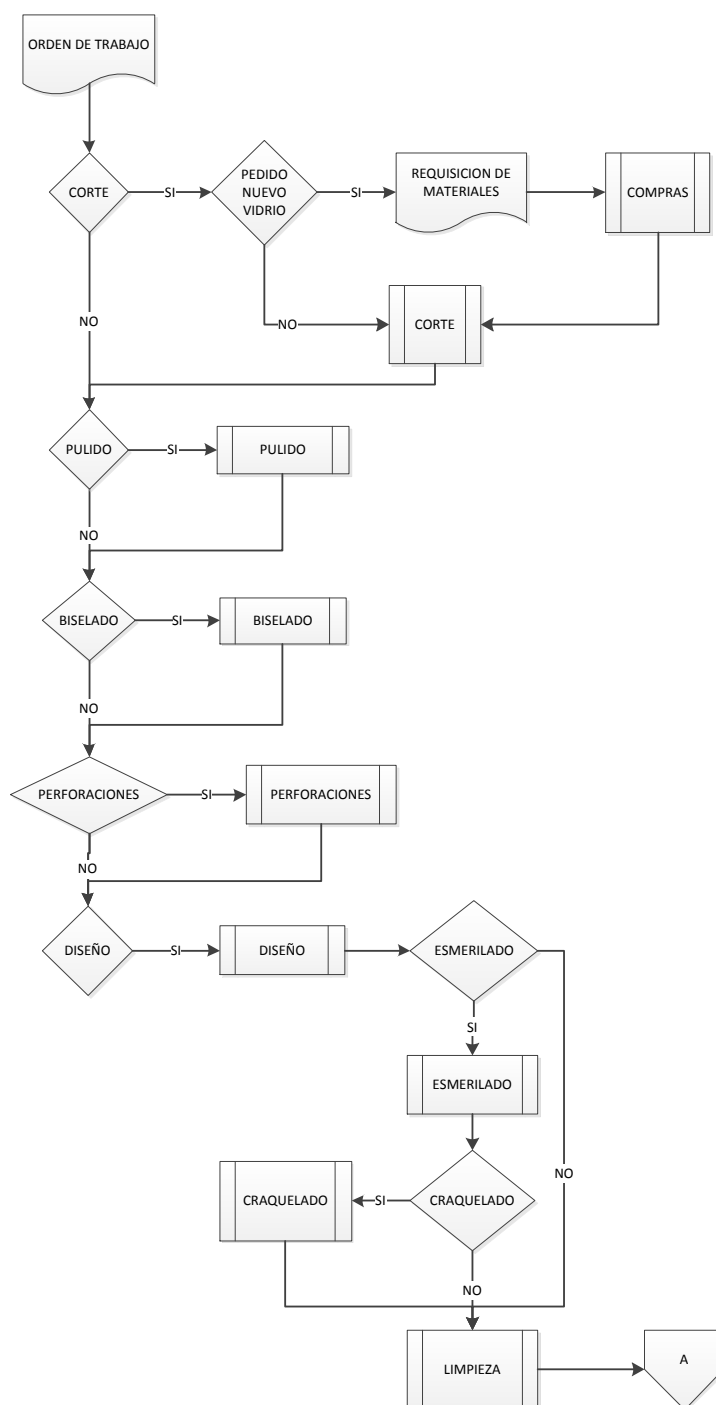 ORDEN DE TRABAJO
CORTE
SI
PEDIDO
NUEVO
VIDRIO
SI
REQUISICION DE
MATERIALES
COMPRAS
NO
NO
CORTE
PULIDO
SI
PULIDO
NO
BISELADO
SI
BISELADO
NO
PERFORACIONES
SI
PERFORACIONES
NO
DISEÑO
SI
DISEÑO
ESMERILADO
SI
ESMERILADO
NO
CRAQUELADO
SI
CRAQUELADO
NO
LIMPIEZA
A